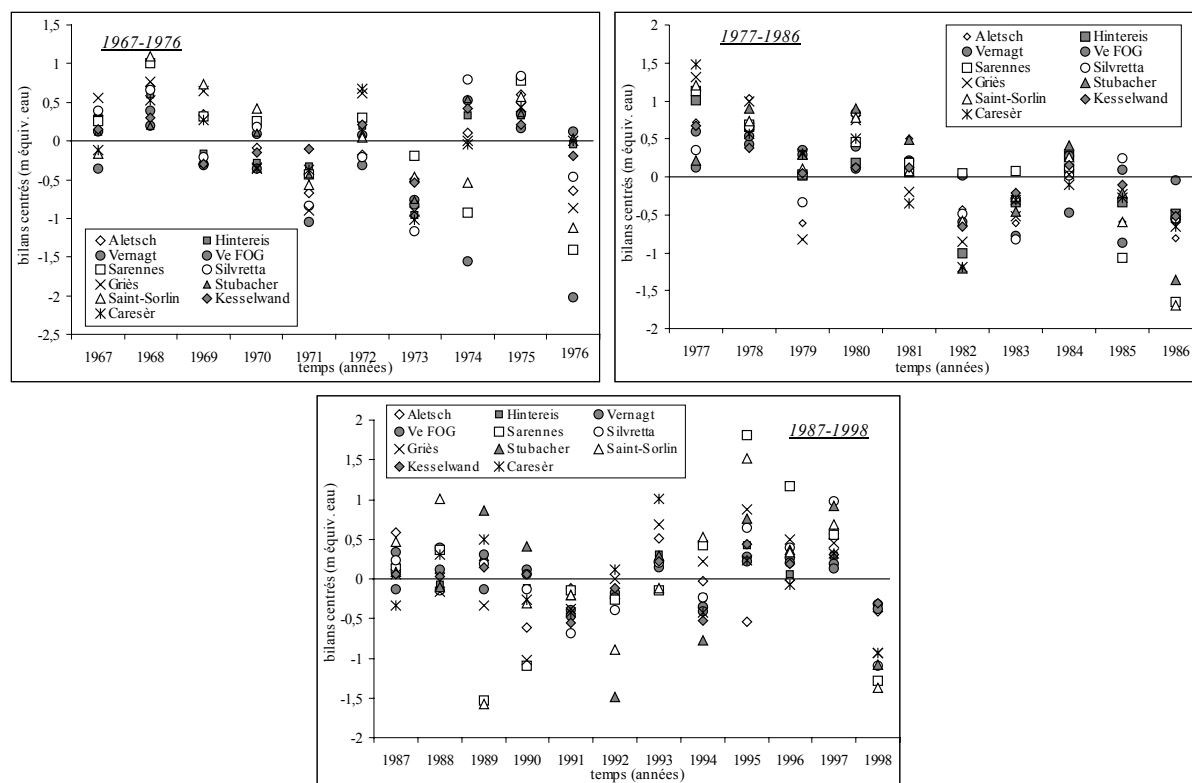 1967-1976
bilans centrés (m équiv. eau)
1,5
1
0,5
0
-0,5
-1
-1,5
-2
-2,5
Aletsch Hintereis
Vernagt Ve FOG
Sarennes Silvretta
Griès Stubacher
Saint-Sorlin Kesselwand
Caresèr
1967 1968 1969 1970 1971 1972 1973 1974 1975 1976
temps (années)
1977-1986
bilans centrés (m équiv. eau)
2
1,5
1
0,5
0
-0,5
-1
-1,5
-2
Aletsch Hintereis
Vernagt Ve FOG
Sarennes Silvretta
Griès Stubacher
Saint-Sorlin Kesselwand
Caresèr
1977 1978 1979 1980 1981 1982 1983 1984 1985 1986
temps (années)
1987-1998
bilans centrés (m équiv. eau)
2
1,5
1
0,5
0
-0,5
-1
-1,5
-2
Aletsch Hintereis Vernagt
Ve FOG Sarennes Silvretta
Griès Stubacher Saint-Sorlin
Kesselwand Caresèr
1987 1988 1989 1990 1991 1992 1993 1994 1995 1996 1997 1998
temps (années)